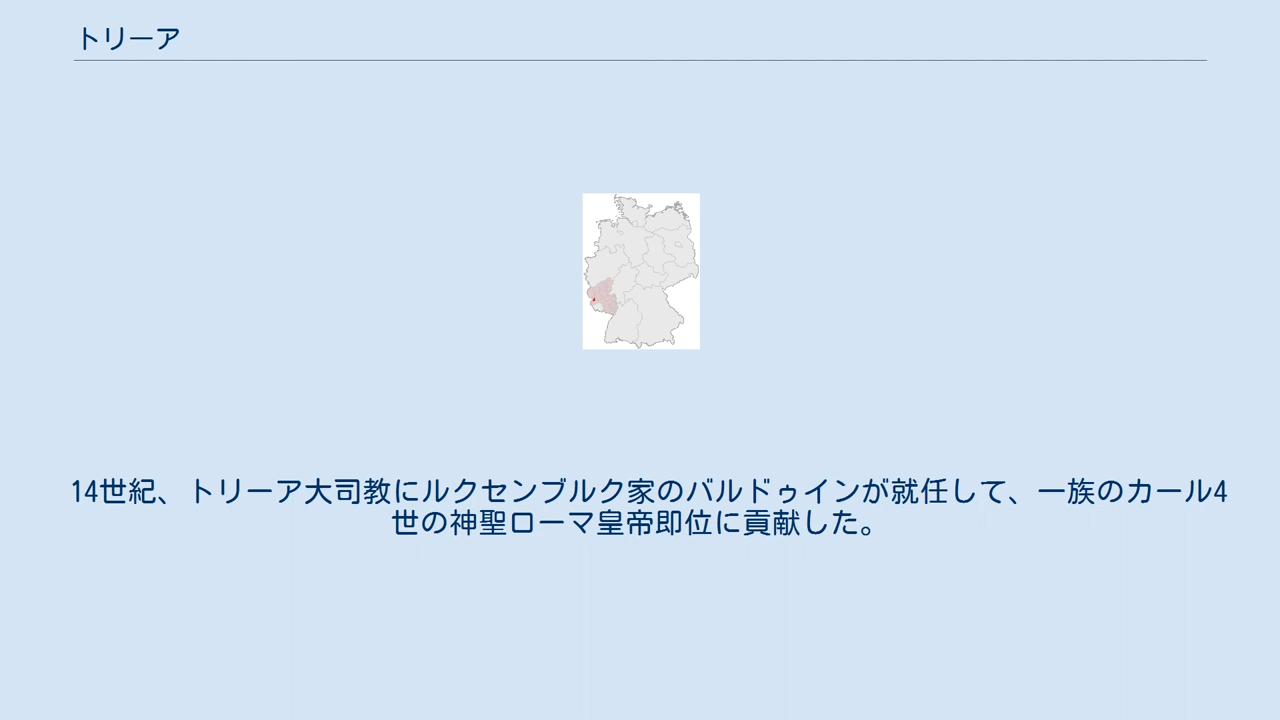 トリーア
14世紀、トリーア大司教にルクセンブルク家のバルドゥインが就任して、一族のカール4
世の神聖ローマ皇帝即位に貢献した。